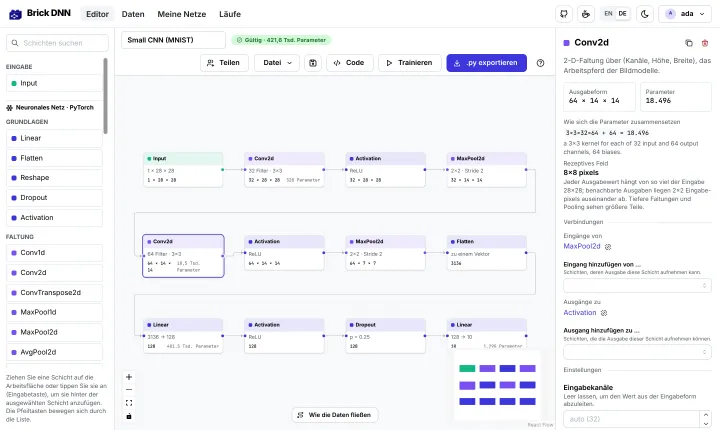 Brick DNN
Editor
Daten
Meine Netze
Läufe
EN
DE
A
ada
Schichten suchen
EINGABE
Input
Neuronales Netz · PyTorch
GRUNDLAGEN
Linear
Flatten
Reshape
Dropout
Activation
FALTUNG
Conv1d
Conv2d
ConvTranspose2d
MaxPool1d
MaxPool2d
AvgPool2d
Ziehen Sie eine Schicht auf die
Arbeitsfläche oder tippen Sie sie an
(Eingabetaste), um sie hinter der
ausgewählten Schicht anzufügen.
Die Pfeiltasten bewegen sich durch
die Liste.
Small CNN (MNIST)
Gültig · 421,6 Tsd. Parameter
Teilen
Datei
Code
Trainieren
.py exportieren
Input
1 × 28 × 28
1 × 28 × 28
Conv2d
32 Filter · 3×3
32 × 28 × 28
320 Parameter
Activation
ReLU
32 × 28 × 28
MaxPool2d
2×2 · Stride 2
32 × 14 × 14
Conv2d
64 Filter · 3×3
64 × 14 ×
14
18,5 Tsd.
Parameter
Activation
ReLU
64 × 14 × 14
MaxPool2d
2×2 · Stride 2
64 × 7 × 7
Flatten
zu einem Vektor
3136
Linear
3136 → 128
128
401,5 Tsd. Parameter
Activation
ReLU
128
Dropout
p = 0.25
128
Linear
128 → 10
10
1.290 Parameter
Wie die Daten fließen
React Flow
Conv2d
2-D-Faltung über (Kanäle, Höhe, Breite), das
Arbeitspferd der Bildmodelle.
Ausgabeform
64 × 14 × 14
Parameter
18.496
Wie sich die Parameter zusammensetzen
3×3×32×64 + 64 = 18.496
a 3×3 kernel for each of 32 input and 64 output
channels, 64 biases.
Rezeptives Feld
8×8 pixels
Jeder Ausgabewert hängt von so viel der Eingabe
28×28; benachbarte Ausgaben liegen 2×2 Eingabe-
pixels auseinander ab. Tiefere Faltungen und
Pooling sehen größere Teile.
Verbindungen
Eingänge von
MaxPool2d
Eingang hinzufügen von ...
Schichten, deren Ausgabe diese Schicht aufnehmen kann.
Ausgänge zu
Activation
Ausgang hinzufügen zu ...
Schichten, die die Ausgabe dieser Schicht aufnehmen können.
Einstellungen
Eingabekanäle
Leer lassen, um den Wert aus der Eingabeform
abzuleiten.
auto (32)